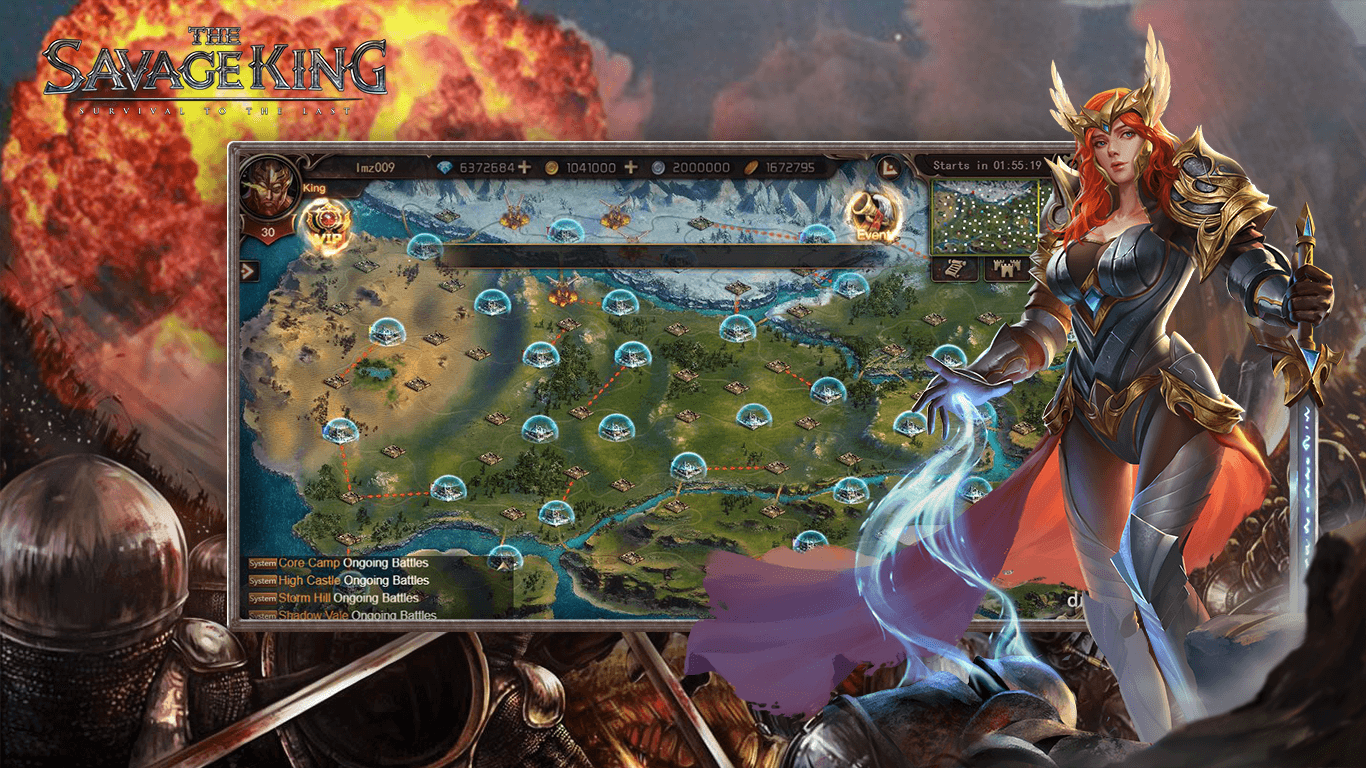 THE
SAVAGE KING
SURVIVAL TO THE LAST
lmz009
6372684
1041000
2000000
1672795
Starts in 01:55:19
King
30
VIP
Event
System Core Camp Ongoing Battles
System High Castle Ongoing Battles
System Storm Hill Ongoing Battles
System Shadow Vale Ongoing Battles